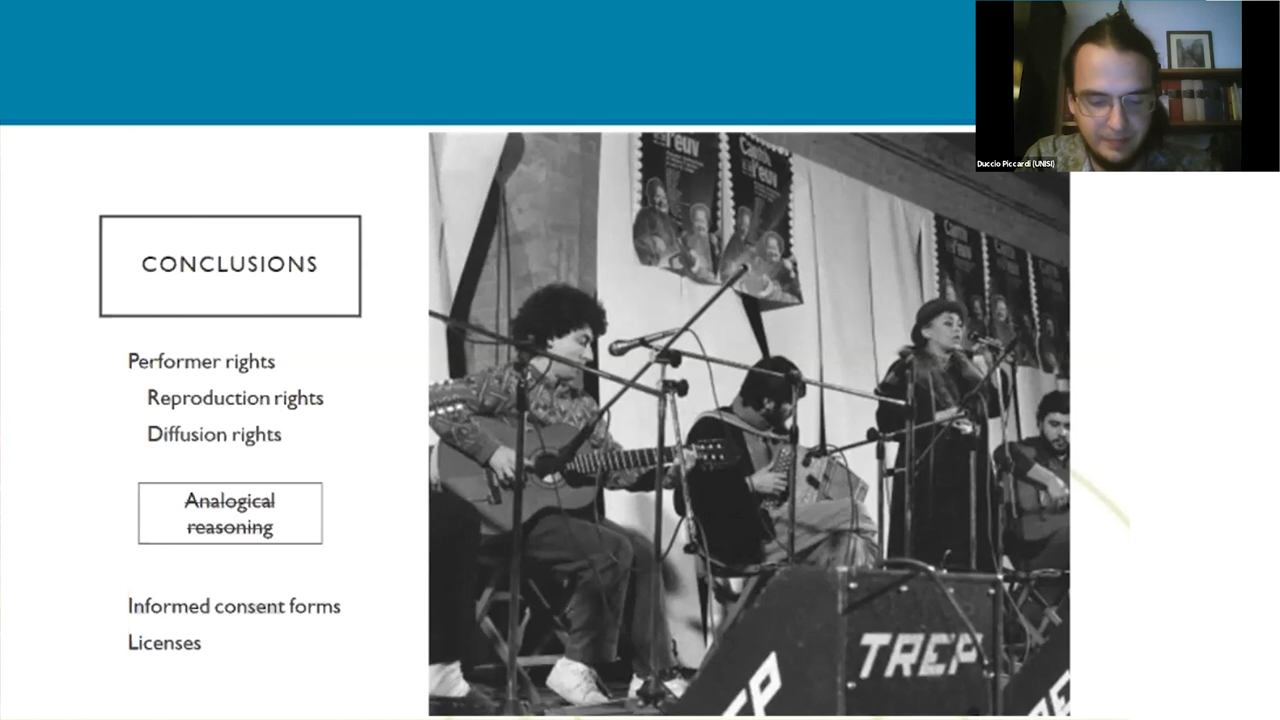 Duccio Piccardi (UNISI)
CONCLUSIONS
Performer rights
Reproduction rights
Diffusion rights
Analogical
reasoning
Informed consent forms
Licenses
TREP